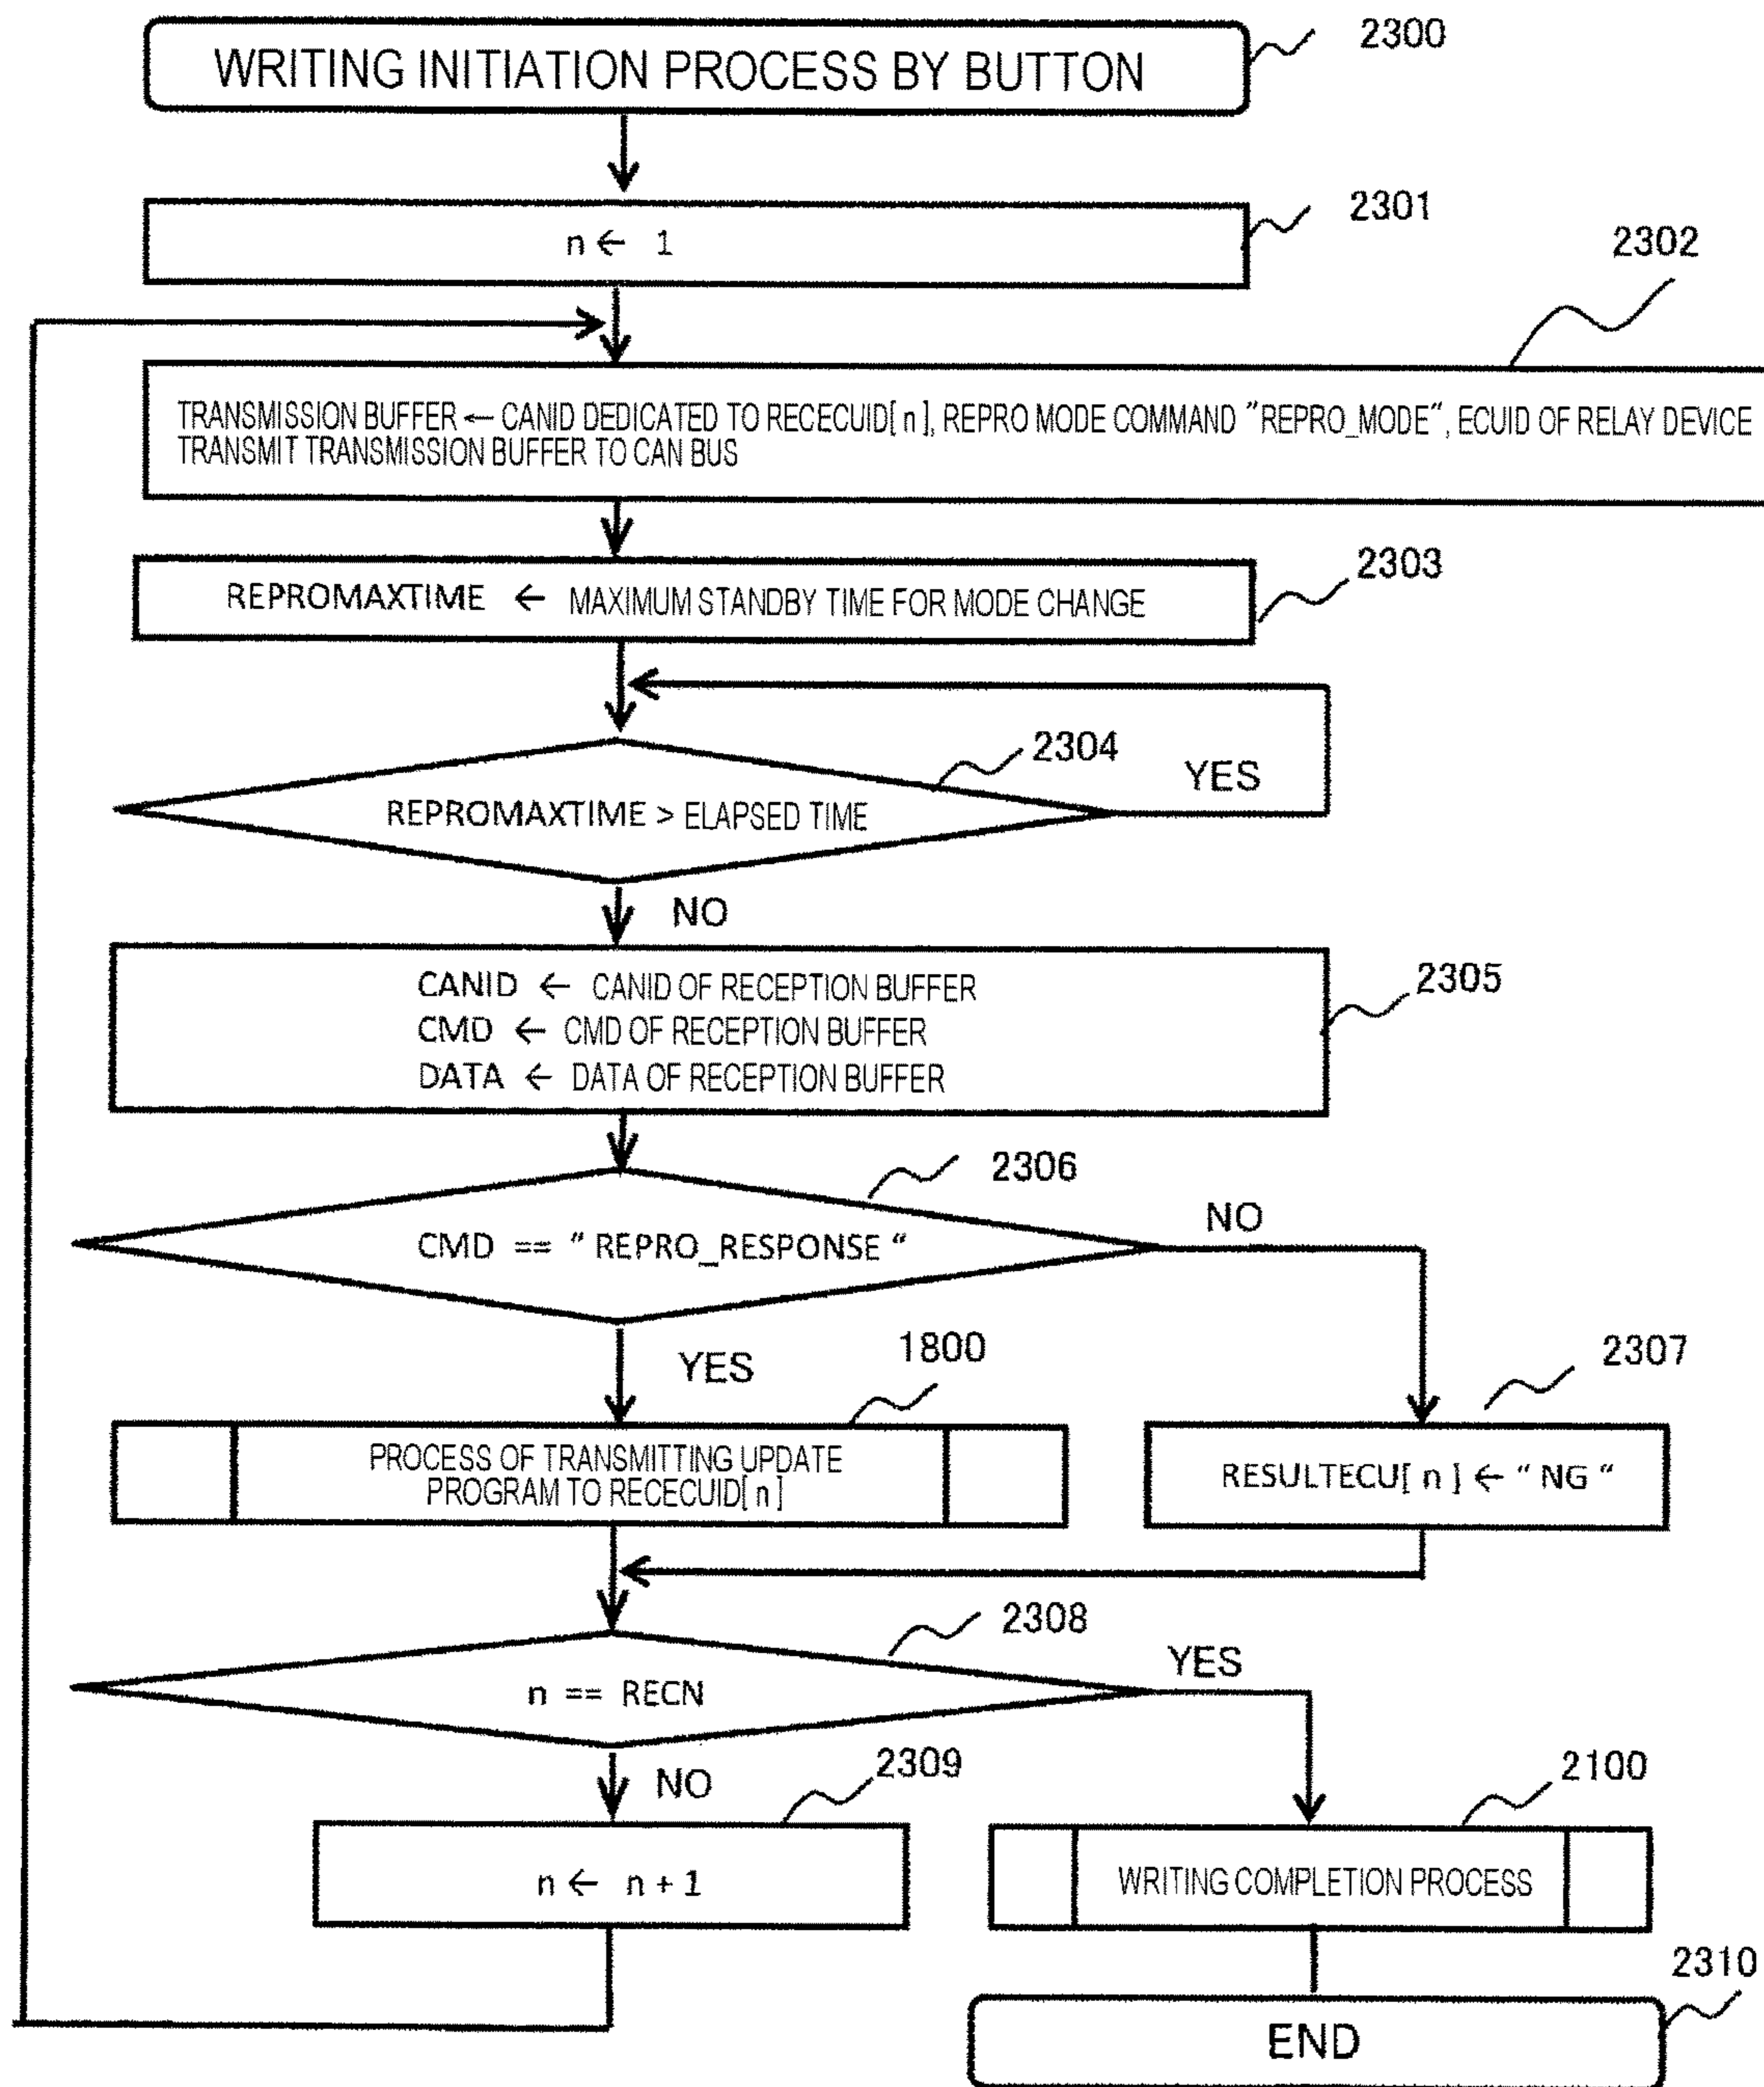 WRITING INITIATION PROCESS BY BUTTON
2300
2301
n ← 1
2302
TRANSMISSION BUFFER ← CANID DEDICATED TO RECECUID[ n ], REPRO MODE COMMAND "REPRO_MODE", ECUID OF RELAY DEVICE
TRANSMIT TRANSMISSION BUFFER TO CAN BUS
2303
REPROMAXTIME ← MAXIMUM STANDBY TIME FOR MODE CHANGE
2304
YES
REPROMAXTIME > ELAPSED TIME
NO
2305
CANID ← CANID OF RECEPTION BUFFER
CMD ← CMD OF RECEPTION BUFFER
DATA ← DATA OF RECEPTION BUFFER
2306
NO
CMD == " REPRO_RESPONSE "
YES
1800
2307
PROCESS OF TRANSMITTING UPDATE
PROGRAM TO RECECUID[ n ]
RESULTECU[ n ] ← " NG "
2308
YES
n == RECN
NO
2309
2100
n ← n + 1
WRITING COMPLETION PROCESS
2310
END